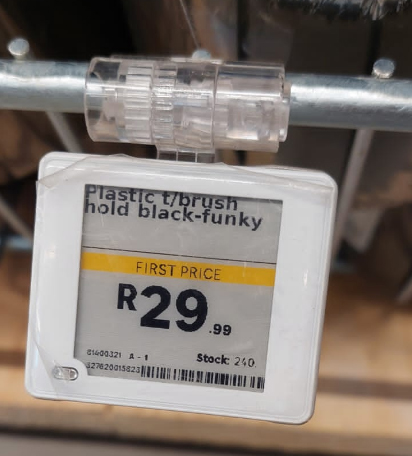 Plastic t/brush
hold black-funky
FIRST PRICE
R29.99
01400321 A - 1 Stock: 240